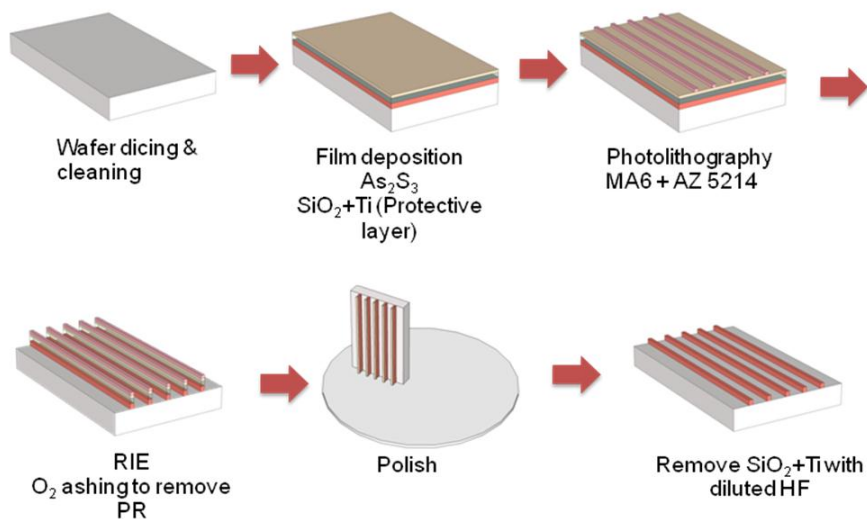 Wafer dicing &
cleaning
Film deposition
As₂S₃
SiO₂+Ti (Protective
layer)
Photolithography
MA6 + AZ 5214
RIE
O₂ ashing to remove
PR
Polish
Remove SiO₂+Ti with
diluted HF